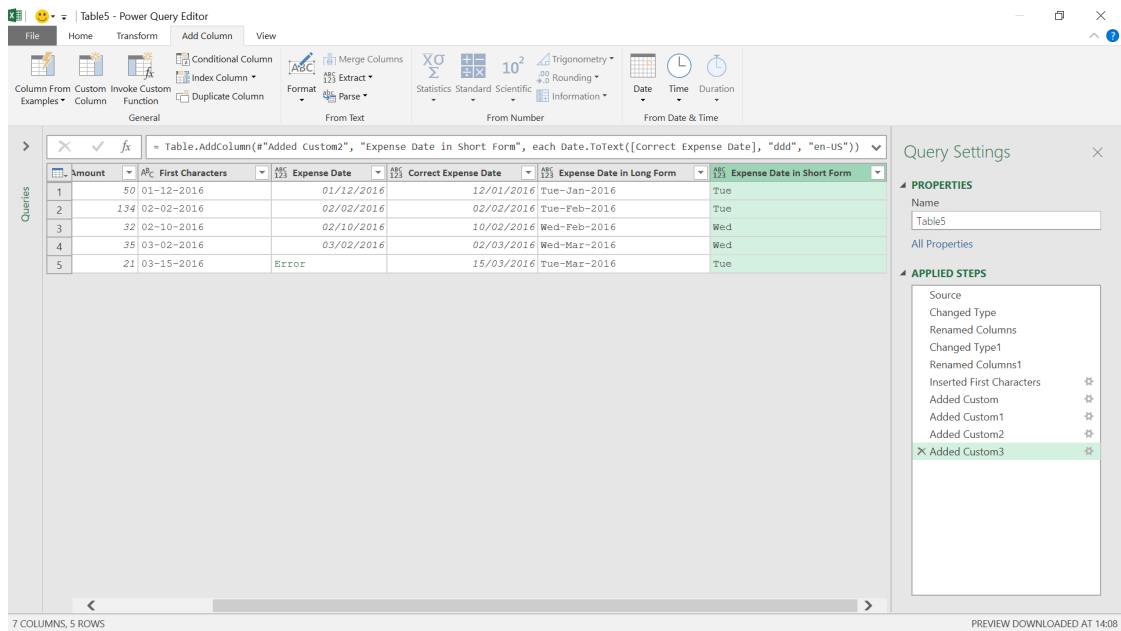 Table5 - Power Query Editor
File Home Transform Add Column View
Column From Examples Custom Column Invoke Custom Function Conditional Column Index Column Duplicate Column
General
Format Merge Columns Extract Parse
From Text
Statistics Standard Scientific Trigonometry Rounding Information
From Number
Date Time Duration
From Date & Time
= Table.AddColumn(#"Added Custom2", "Expense Date in Short Form", each Date.ToText([Correct Expense Date], "ddd", "en-US"))
Queries
Amount First Characters Expense Date Correct Expense Date Expense Date in Long Form Expense Date in Short Form
1 50 01-12-2016 01/12/2016 12/01/2016 Tue-Jan-2016 Tue
2 134 02-02-2016 02/02/2016 02/02/2016 Tue-Feb-2016 Tue
3 32 02-10-2016 02/10/2016 10/02/2016 Wed-Feb-2016 Wed
4 35 03-02-2016 03/02/2016 02/03/2016 Wed-Mar-2016 Wed
5 21 03-15-2016 Error 15/03/2016 Tue-Mar-2016 Tue
Query Settings
PROPERTIES
Name
Table5
All Properties
APPLIED STEPS
Source
Changed Type
Renamed Columns
Changed Type1
Renamed Columns1
Inserted First Characters
Added Custom
Added Custom1
Added Custom2
Added Custom3
7 COLUMNS, 5 ROWS
PREVIEW DOWNLOADED AT 14:08